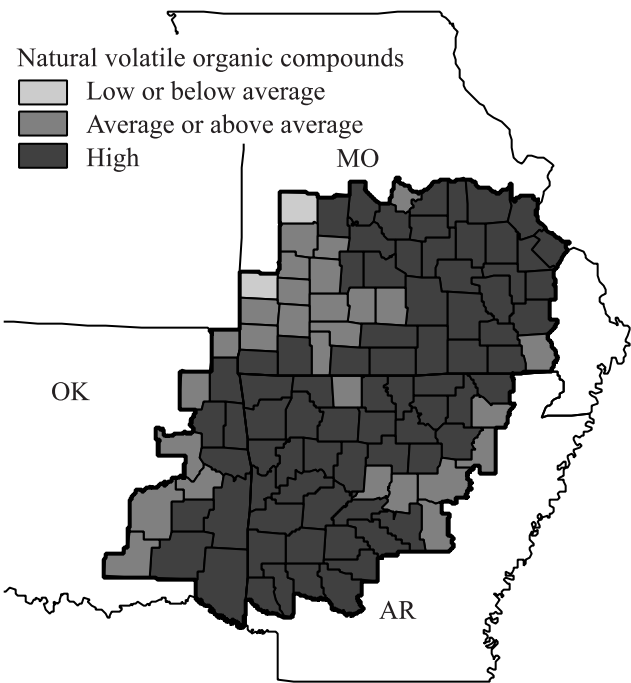 Natural volatile organic compounds
Low or below average
Average or above average
High
MO
OK
AR